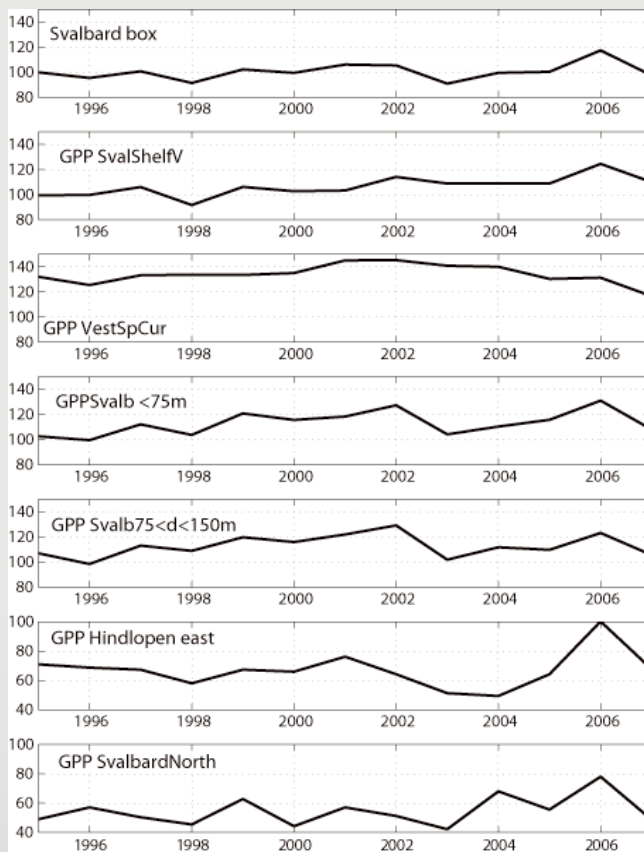 140
Svalbard box
120
100
80
1996 1998 2000 2002 2004 2006
140
GPP SvalShelfV
120
100
80
1996 1998 2000 2002 2004 2006
140
120
100
GPP VestSpCur
80
1996 1998 2000 2002 2004 2006
140
GPPSvalb <75m
120
100
80
1996 1998 2000 2002 2004 2006
140
GPP Svalb75<d<150m
120
100
80
1996 1998 2000 2002 2004 2006
100
GPP Hindlopen east
80
60
40
1996 1998 2000 2002 2004 2006
100
GPP SvalbardNorth
80
60
40
1996 1998 2000 2002 2004 2006